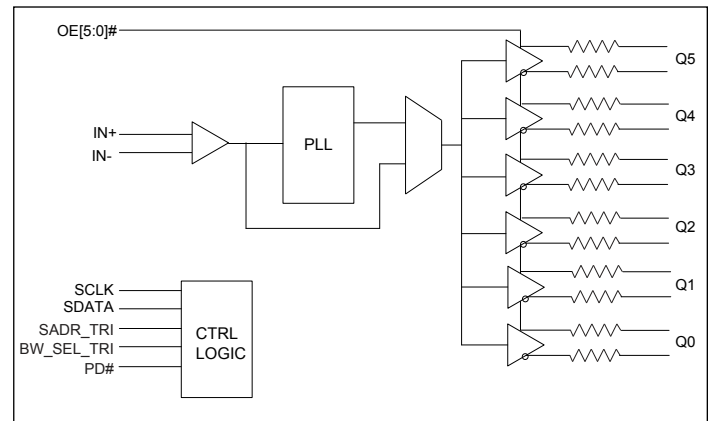 OE[5:0]#
Q5
Q4
IN+
IN-
PLL
Q3
Q2
SCLK
SDATA
SADR_TRI
BW_SEL_TRI
PD#
CTRL
LOGIC
Q1
Q0